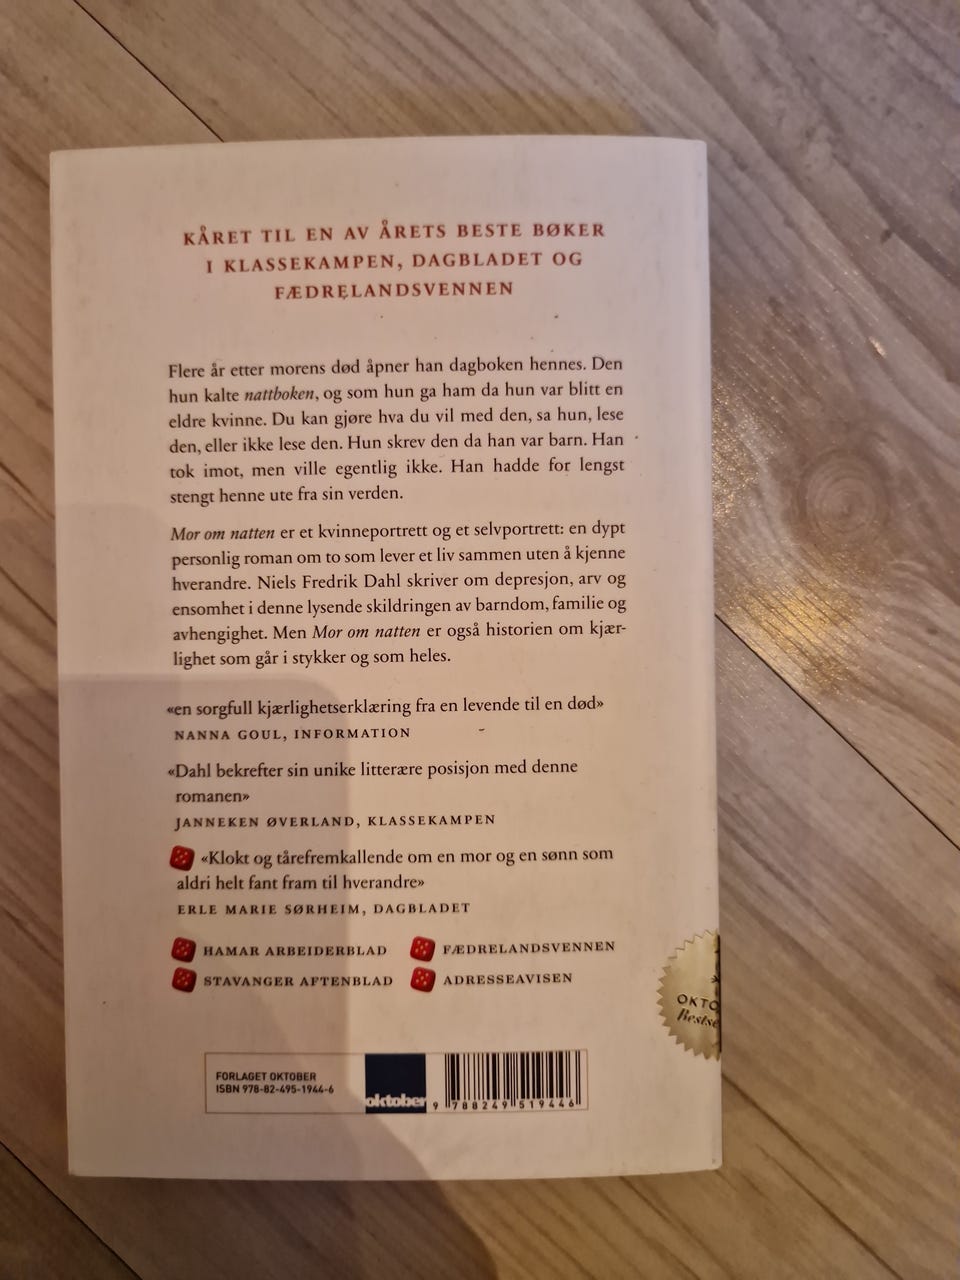 KÅRET TIL EN AV ÅRETS BESTE BØKER
I KLASSEKAMPEN, DAGBLADET OG
FÆDRELANDSVENNEN
Flere år etter morens død åpner han dagboken hennes. Den
hun kalte nattboken, og som hun ga ham da hun var blitt en
eldre kvinne. Du kan gjøre hva du vil med den, sa hun, lese
den, eller ikke lese den. Hun skrev den da han var barn. Han
tok imot, men ville egentlig ikke. Han hadde for lengst
stengt henne ute fra sin verden.
Mor om natten er et kvinneportrett og et selvportrett: en dypt
personlig roman om to som lever et liv sammen uten å kjenne
hverandre. Niels Fredrik Dahl skriver om depresjon, arv og
ensomhet i denne lysende skildringen av barndom, familie og
avhengighet. Men Mor om natten er også historien om kjær-
lighet som går i stykker og som heles.
«en sorgfull kjærlighetserklæring fra en levende til en død»
NANNA GOUL, INFORMATION
«Dahl bekrefter sin unike litterære posisjon med denne
romanen»
JANNEKEN ØVERLAND, KLASSEKAMPEN
«Klokt og tårefremkallende om en mor og en sønn som
aldri helt fant fram til hverandre»
ERLE MARIE SØRHEIM, DAGBLADET
HAMAR ARBEIDERBLAD FÆDRELANDSVENNEN
STAVANGER AFTENBLAD ADRESSEAVISEN
OKTO
Bestse
FORLAGET OKTOBER
ISBN 978-82-495-1944-6
oktober
9 788249 519446